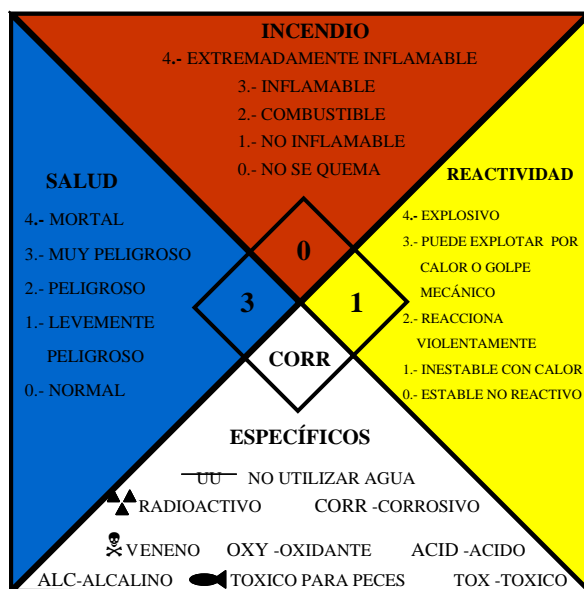 INCENDIO
4.- EXTREMADAMENTE INFLAMABLE
3.- INFLAMABLE
2.- COMBUSTIBLE
1.- NO INFLAMABLE
0.- NO SE QUEMA
SALUD
4.- MORTAL
3.- MUY PELIGROSO
2.- PELIGROSO
1.- LEVEMENTE
PELIGROSO
0.- NORMAL
REACTIVIDAD
4.- EXPLOSIVO
3.- PUEDE EXPLOTAR POR
CALOR O GOLPE
MECÁNICO
2.- REACCIONA
VIOLENTAMENTE
1.- INESTABLE CON CALOR
0.- ESTABLE NO REACTIVO
0
3
1
CORR
ESPECÍFICOS
UU NO UTILIZAR AGUA
RADIOACTIVO CORR -CORROSIVO
VENENO OXY -OXIDANTE ACID -ACIDO
ALC-ALCALINO TOXICO PARA PECES TOX -TOXICO